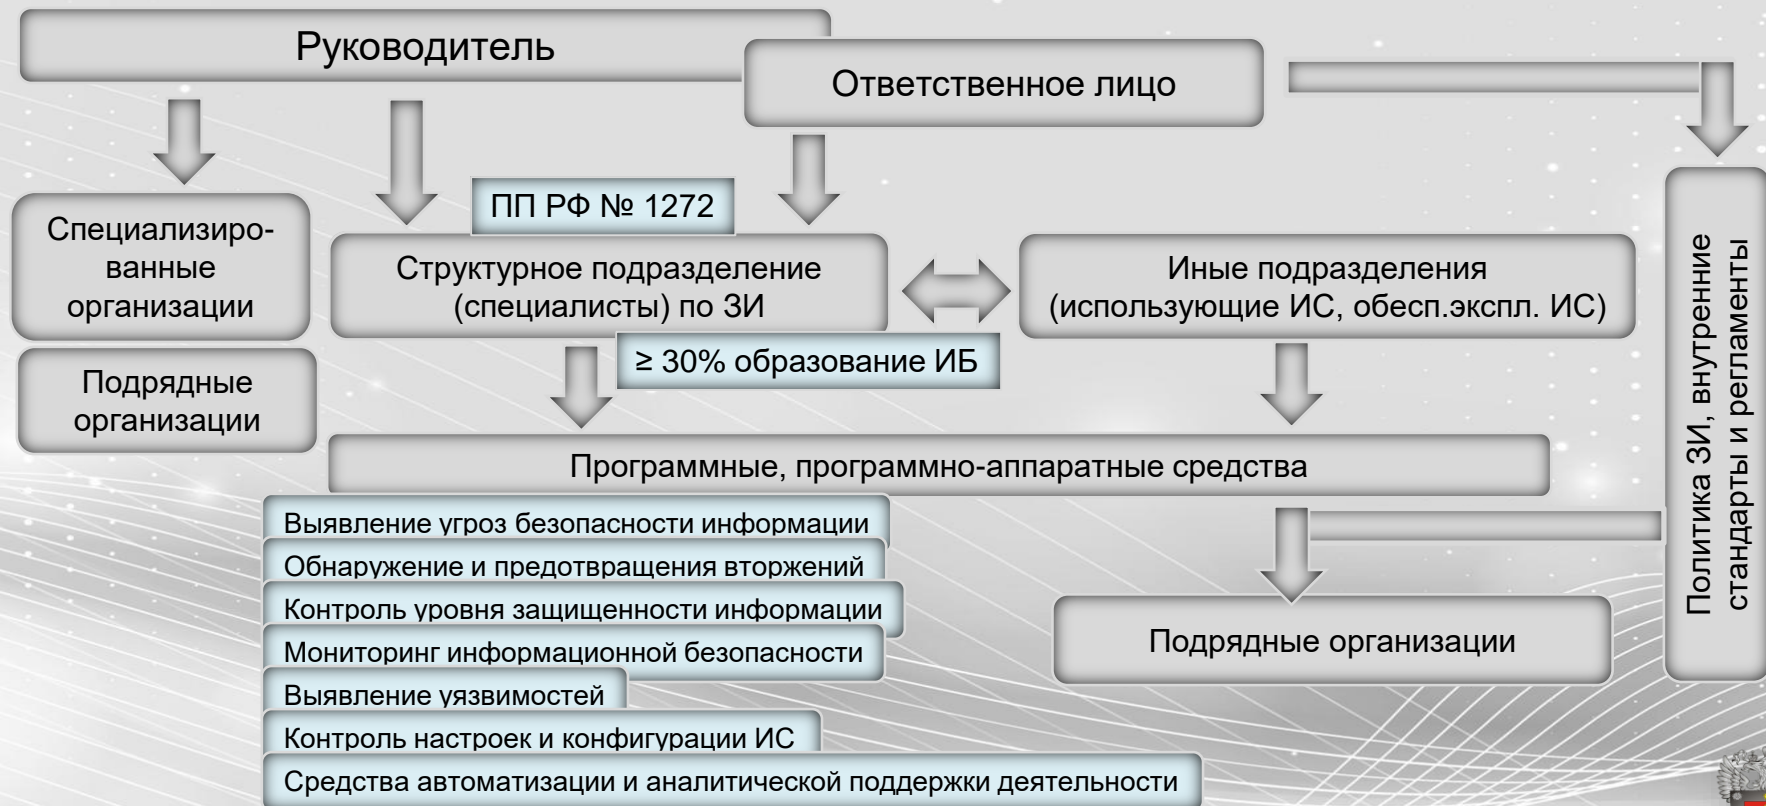 Руководитель
Ответственное лицо
ПП РФ № 1272
Специализиро-
ванные
организации
Структурное подразделение
(специалисты) по ЗИ
Иные подразделения
(использующие ИС, обесп.экспл. ИС)
≥ 30% образование ИБ
Подрядные
организации
Программные, программно-аппаратные средства
Выявление угроз безопасности информации
Обнаружение и предотвращения вторжений
Контроль уровня защищенности информации
Мониторинг информационной безопасности
Выявление уязвимостей
Контроль настроек и конфигурации ИС
Средства автоматизации и аналитической поддержки деятельности
Подрядные организации
Политика ЗИ, внутренние
стандарты и регламенты